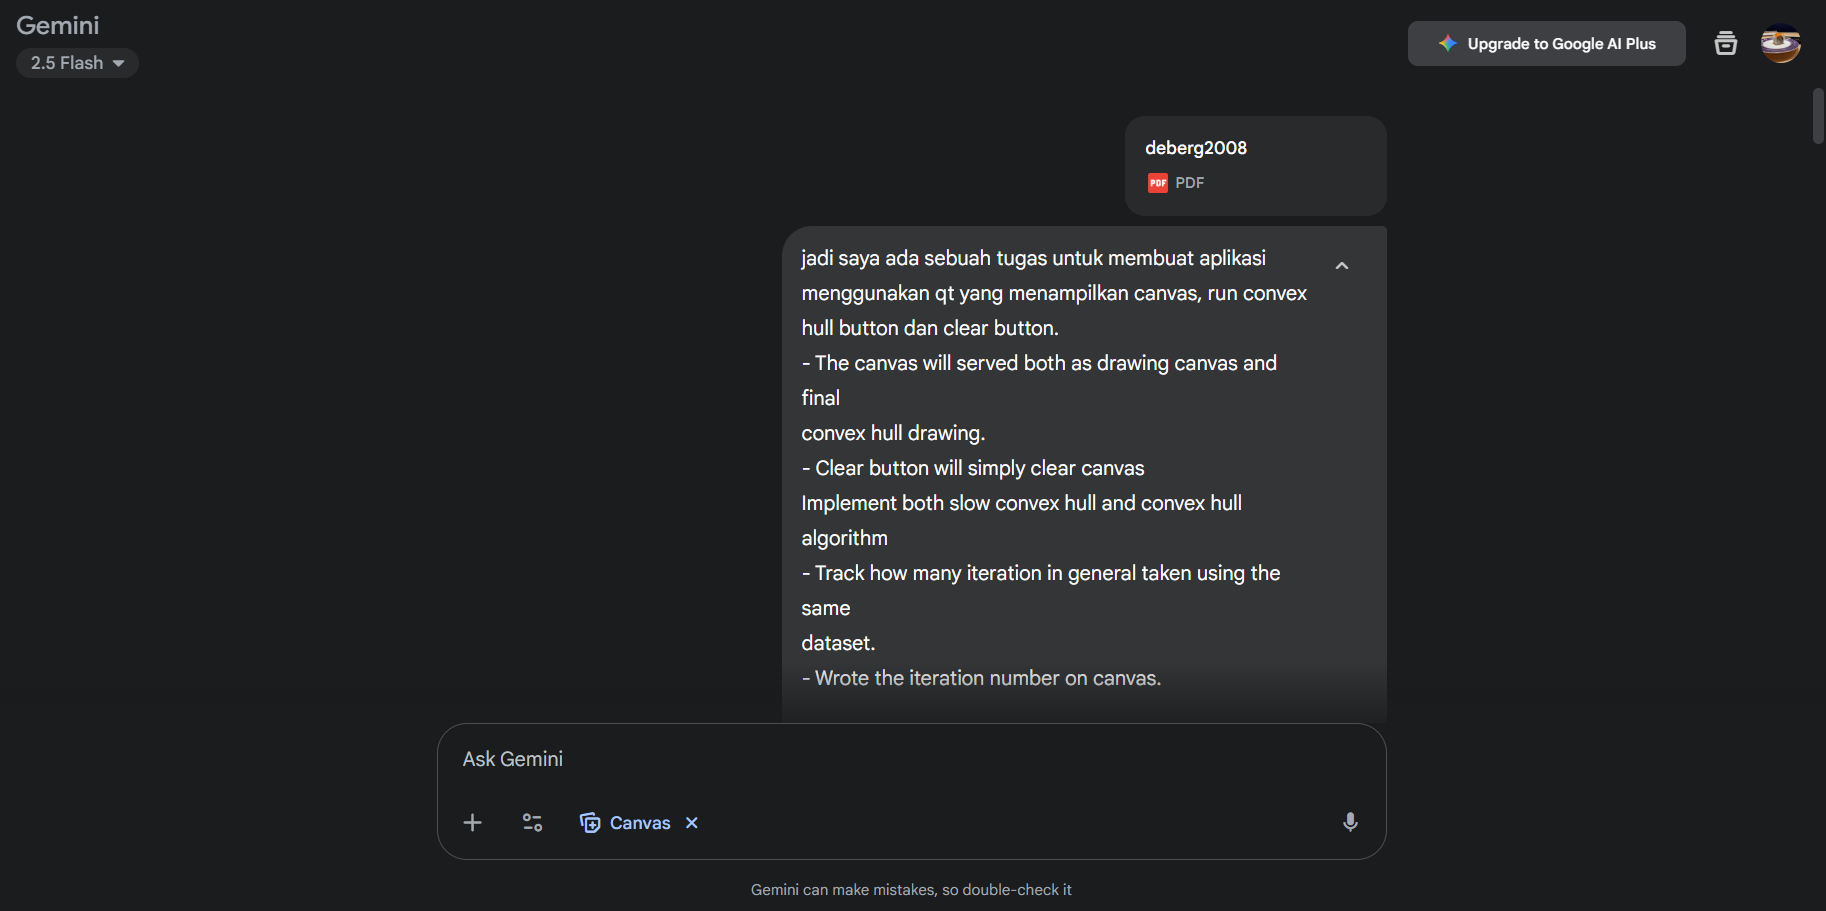 Gemini
2.5 Flash
Upgrade to Google AI Plus
deberg2008
PDF PDF
jadi saya ada sebuah tugas untuk membuat aplikasi
menggunakan qt yang menampilkan canvas, run convex
hull button dan clear button.
- The canvas will served both as drawing canvas and
final
convex hull drawing.
- Clear button will simply clear canvas
Implement both slow convex hull and convex hull
algorithm
- Track how many iteration in general taken using the
same
dataset.
- Wrote the iteration number on canvas.
Ask Gemini
Canvas
Gemini can make mistakes, so double-check it